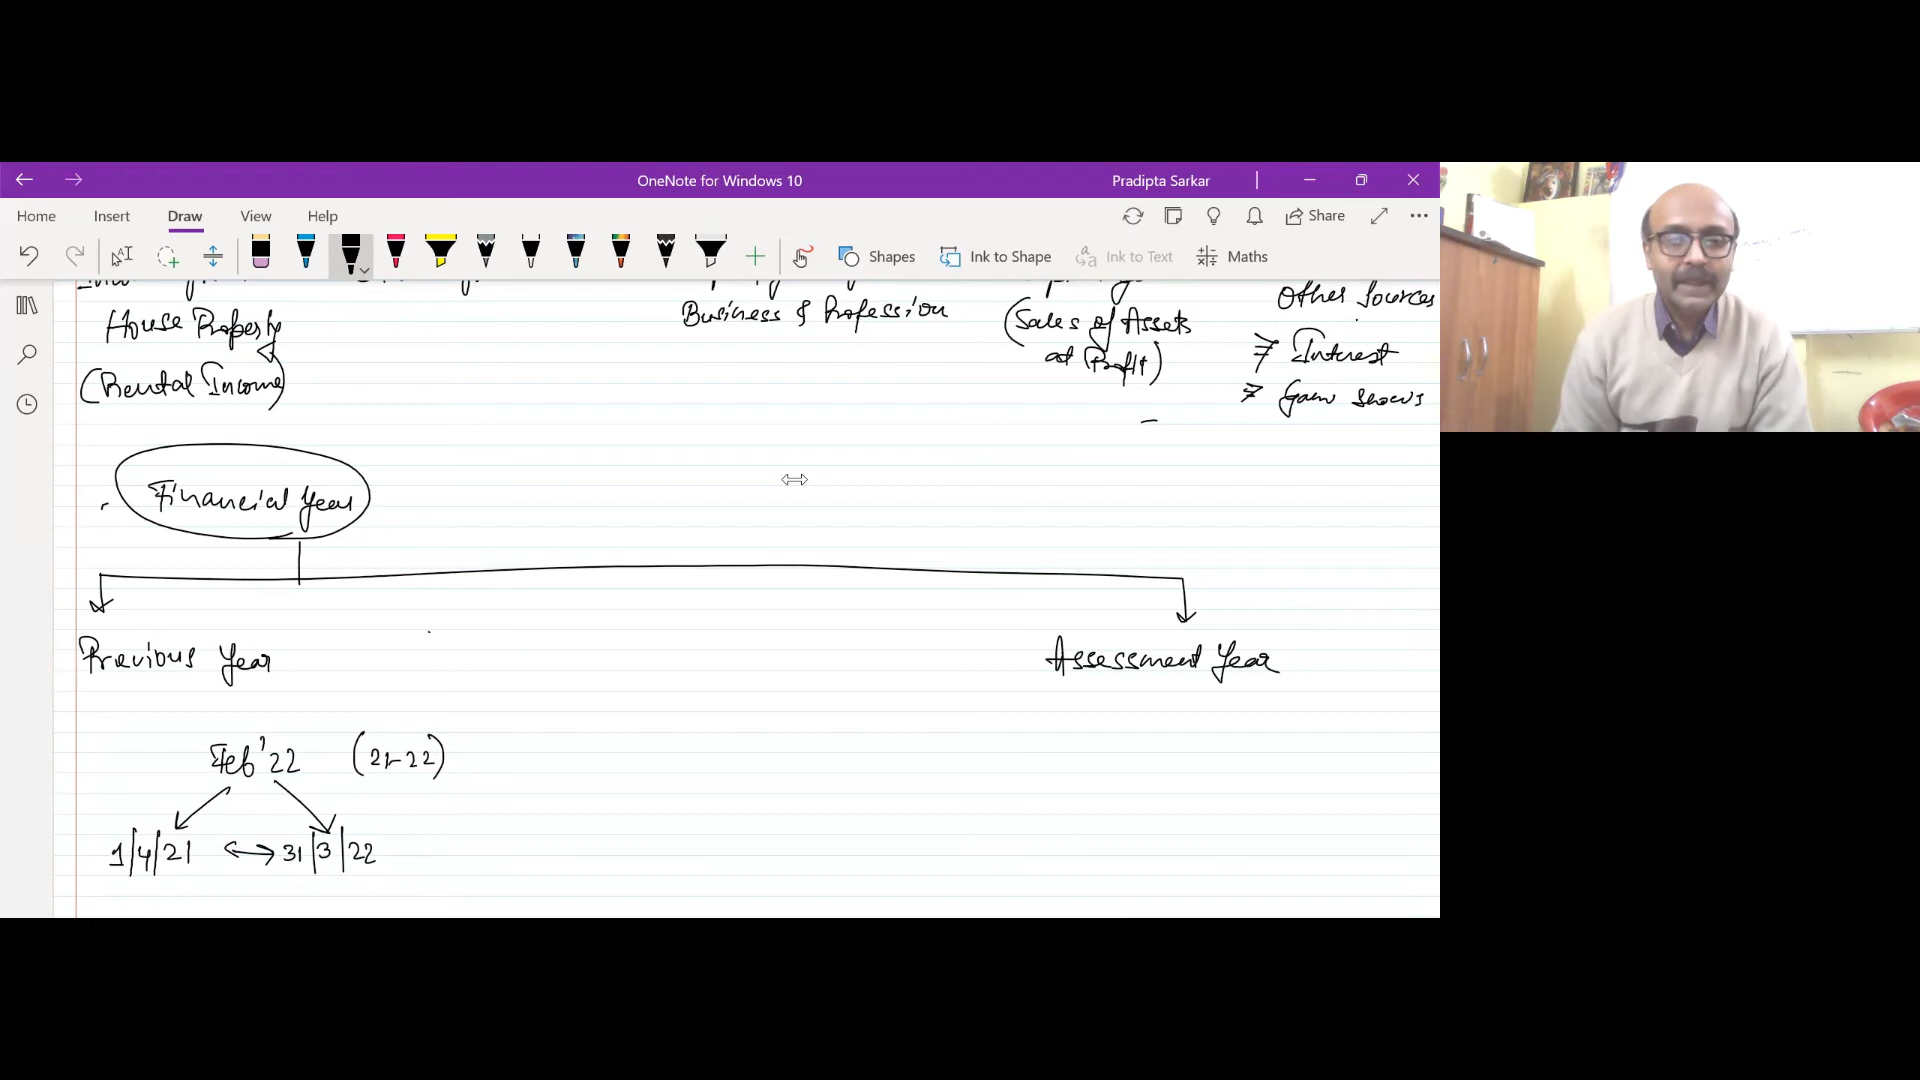 OneNote for Windows 10
Pradipta Sarkar
Home Insert Draw View Help
Share
Shapes Ink to Shape Ink to Text Maths
House Property
(Rental Income)
Business & Profession
(Sales of Assets
at Profit)
Other Sources
Interest
Gam shows
Financial Year
Previous Year
Assessment Year
Feb'22 (21-22)
1|4|21 ↔ 31|3|22